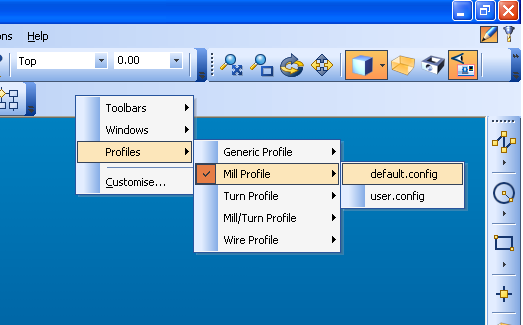 ons Help
Top 0.00
Toolbars
Windows
Profiles
Customise...
Generic Profile
Mill Profile
Turn Profile
Mill/Turn Profile
Wire Profile
default.config
user.config